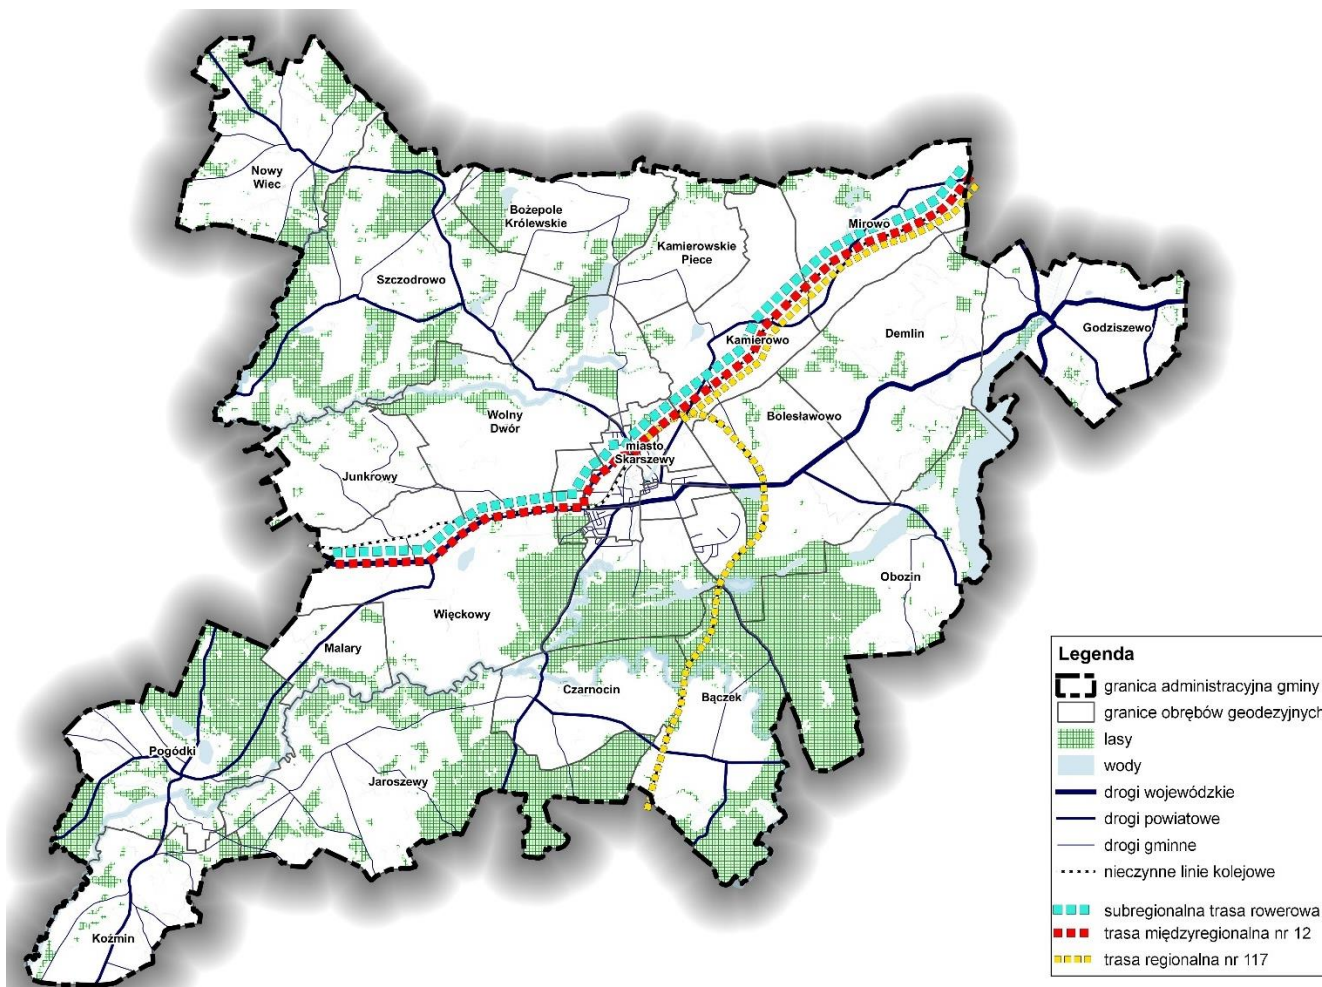 Nowy
Wiec
Bożepole
Królewskie
Kamierowskie
Piece
Mirowo
Szczodrowo
Kamierowo
Demlin
Godziszewo
Wolny
Dwór
Bolesławowo
miasto
Skarszewy
Junkrowy
Obozin
Więckowy
Malary
Czarnocin
Bączek
Pogódki
Jaroszewy
Koźmin
Legenda
granica administracyjna gminy
granice obrębów geodezyjnych
lasy
wody
drogi wojewódzkie
drogi powiatowe
drogi gminne
nieczynne linie kolejowe
subregionalna trasa rowerowa
trasa międzyregionalna nr 12
trasa regionalna nr 117